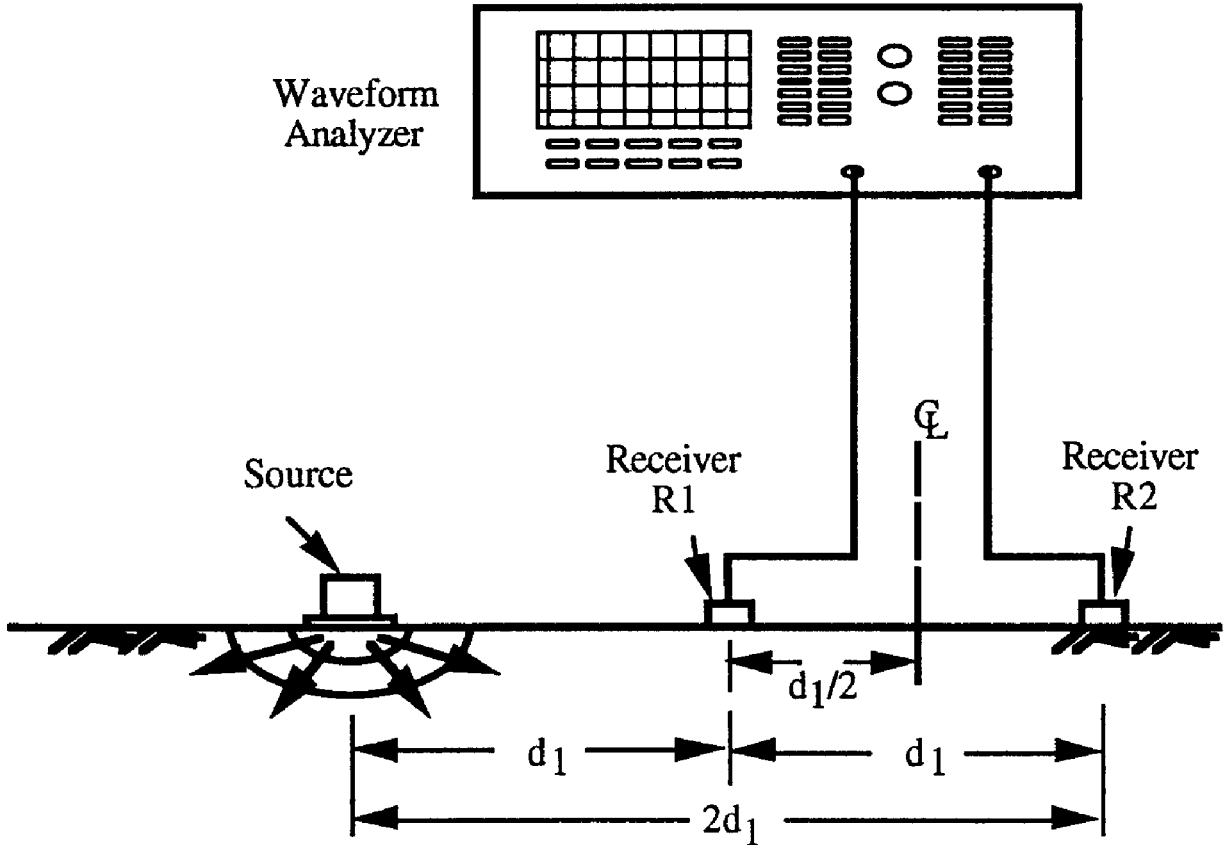 Waveform
Analyzer
℄
Source
Receiver
R1
Receiver
R2
d1/2
d1
d1
2d1